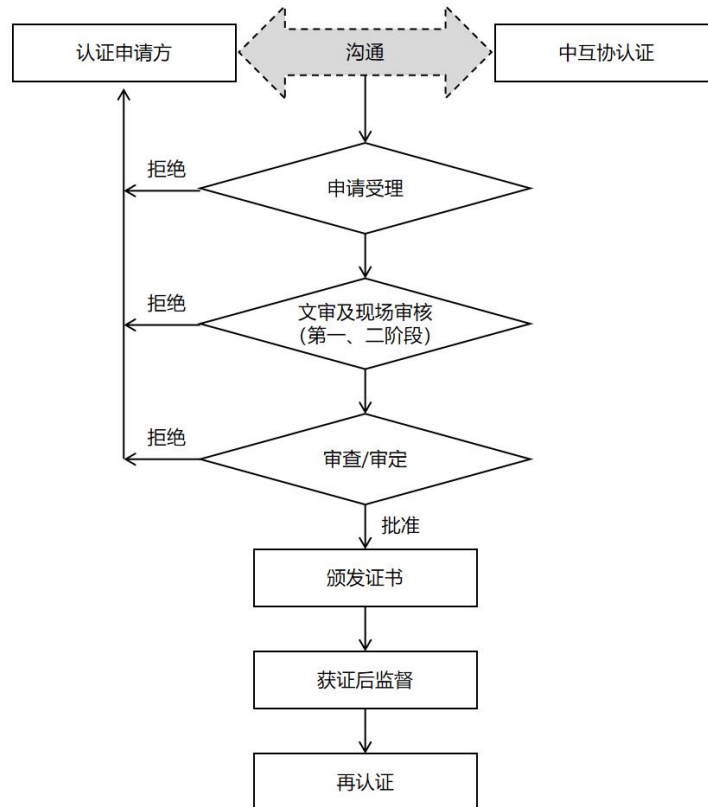 认证申请方
沟通
中互协认证
拒绝
申请受理
拒绝
文审及现场审核
（第一、二阶段）
拒绝
审查/审定
批准
颁发证书
获证后监督
再认证